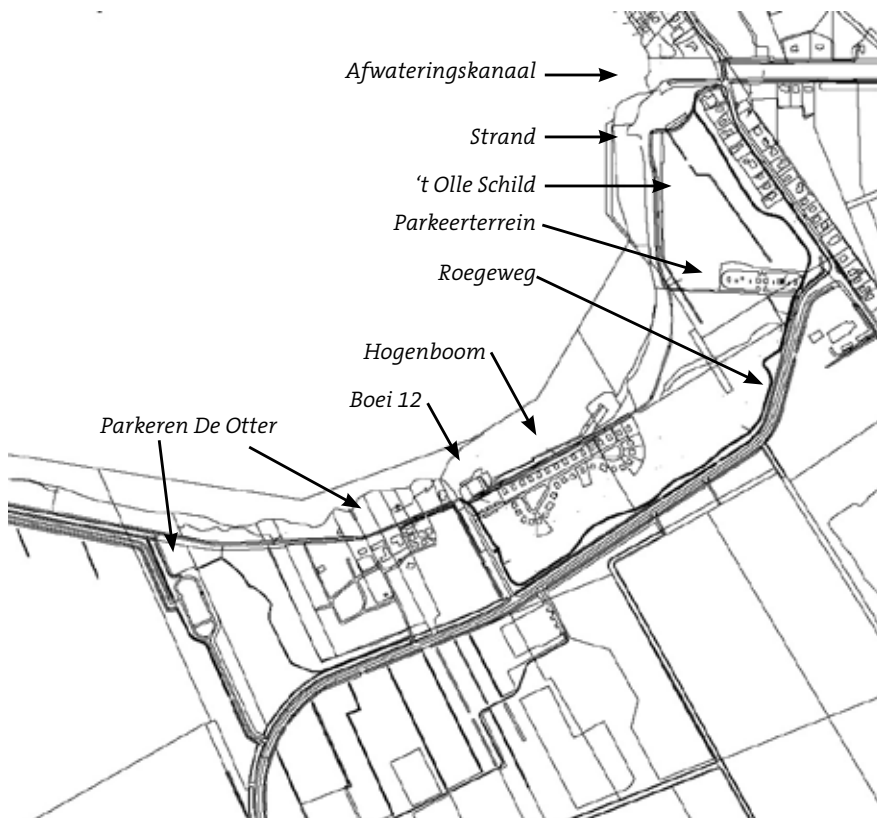 Afwateringskanaal
Strand
‘t Olle Schild
Parkeerterrein
Roegeweg
Hogenboom
Boei 12
Parkeren De Otter